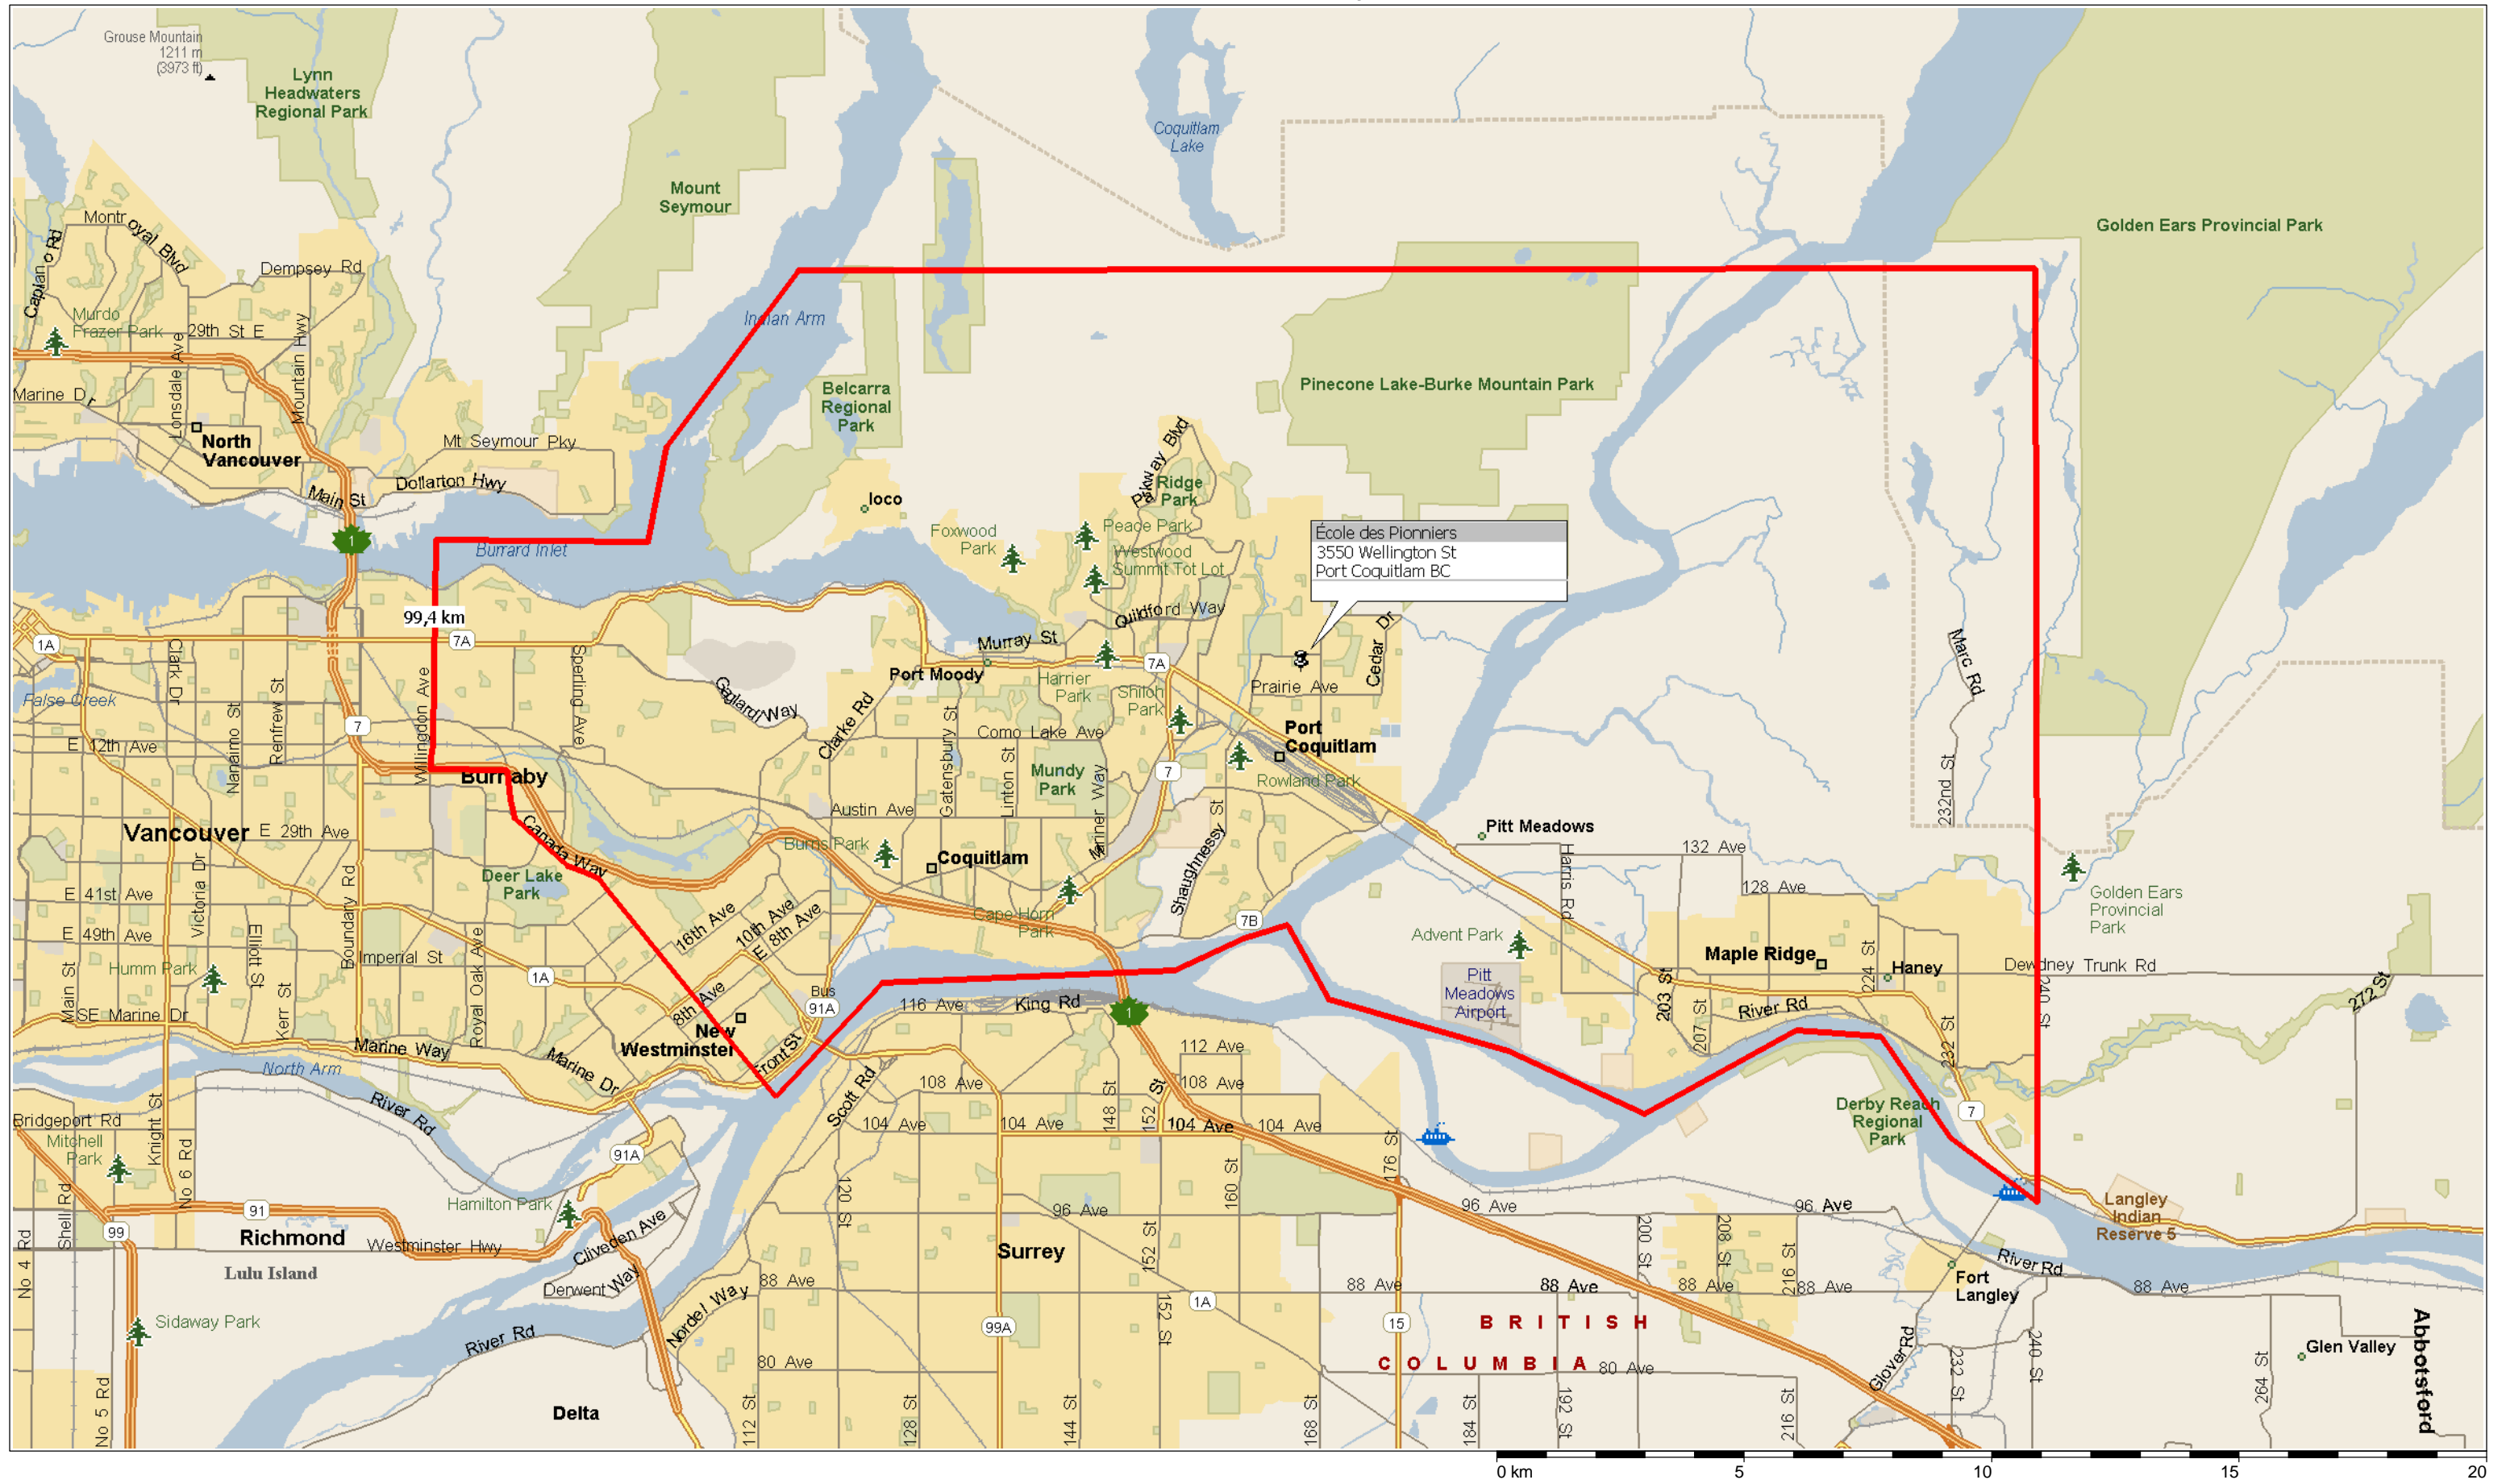 Grouse Mountain
1211 m
(3973 ft)
Lynn
Headwaters
Regional Park
Mount
Seymour
Coquitlam
Lake
Golden Ears Provincial Park
Montroyal Blvd
Capilano Rd
Dempsey Rd
Murdo
Frazer Park
29th St E
Lonsdale Ave
Mountain Hwy
Indian Arm
Marine Dr
North
Vancouver
Mt Seymour Pky
Dollarton Hwy
Main St
1
Belcarra
Regional
Park
Pinecone Lake-Burke Mountain Park
Ioco
Pkway Blvd
Ridge
Park
Foxwood
Park
Peace Park
Westwood
Summit Tot Lot
École des Pionniers
3550 Wellington St
Port Coquitlam BC
Burrard Inlet
99,4 km
Guildford Way
Murray St
7A
7A
1A
Port Moody
Harrier
Park
Shiloh
Park
Prairie Ave
Cedar Dr
Marc Rd
False Creek
Clark Dr
Nanaimo St
Renfrew St
Willingdon Ave
Sperling Ave
Gaglardi Way
Clarke Rd
Gatensbury St
Como Lake Ave
Linton St
Mariner Way
Port
Coquitlam
Rowland Park
7
E 12th Ave
Burnaby
Mundy
Park
7
Austin Ave
232nd St
Vancouver
E 29th Ave
Canada Way
Burns Park
Coquitlam
Shaughnessy St
Pitt Meadows
Harris Rd
132 Ave
128 Ave
Golden Ears
Provincial
Park
Deer Lake
Park
E 41st Ave
Victoria Dr
Boundary Rd
16th Ave
10th Ave
E 8th Ave
Cape Horn
Park
7B
Advent Park
Maple Ridge
224 St
Haney
Dewdney Trunk Rd
E 49th Ave
Elliott St
Imperial St
Royal Oak Ave
1A
Humm Park
Main St
Kerr St
SE Marine Dr
Marine Way
8th Ave
New
Westminster
Front St
Bus
91A
116 Ave
King Rd
1
Pitt
Meadows
Airport
203 St
207 St
River Rd
232 St
240 St
272 St
North Arm
Marine Dr
River Rd
Scott Rd
112 Ave
108 Ave
108 Ave
148 St
152 St
104 Ave
104 Ave
104 Ave
104 Ave
Derby Reach
Regional
Park
7
Bridgeport Rd
Mitchell
Park
Knight St
No 6 Rd
91A
176 St
Shell Rd
Hamilton Park
120 St
160 St
96 Ave
96 Ave
96 Ave
Langley
Indian
Reserve 5
99
91
No 4 Rd
Richmond
Westminster Hwy
Cliveden Ave
Surrey
152 St
200 St
208 St
216 St
River Rd
Lulu Island
Derwent Way
88 Ave
88 Ave
88 Ave
88 Ave
88 Ave
88 Ave
Fort
Langley
Nordel Way
1A
Sidaway Park
River Rd
99A
152 St
15
BRITISH
COLUMBIA
80 Ave
80 Ave
Glover Rd
240 St
Glen Valley
Abbotsford
No 5 Rd
Delta
112 St
128 St
144 St
168 St
184 St
192 St
216 St
232 St
264 St
0 km
5
10
15
20